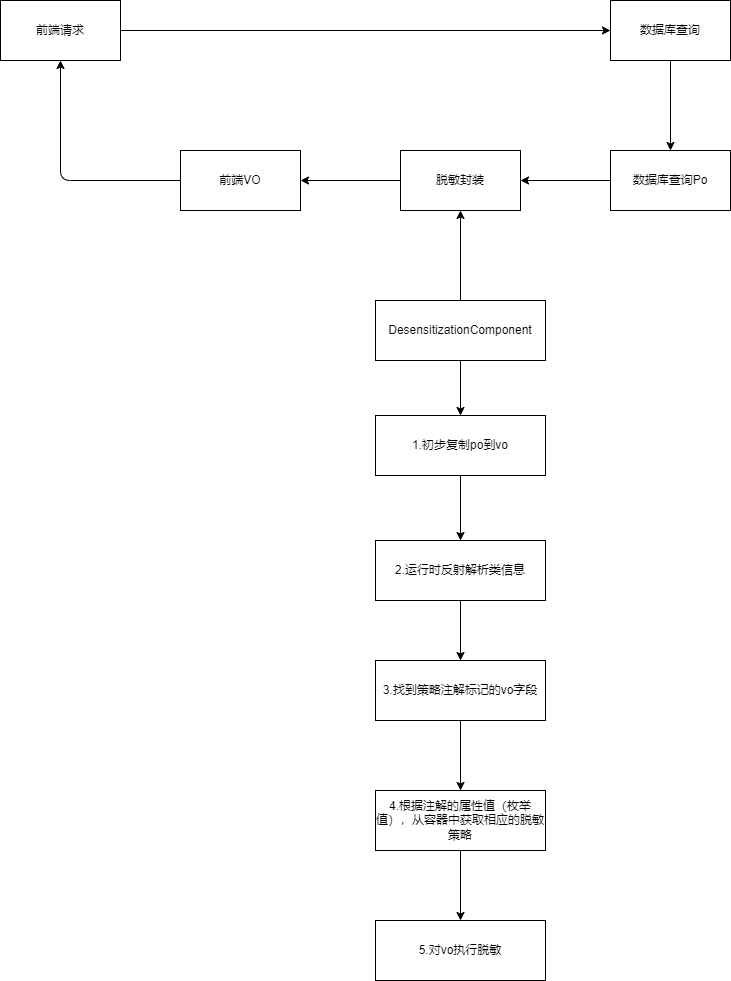 前端请求
数据库查询
前端VO
脱敏封装
数据库查询Po
DesensitizationComponent
1.初步复制po到vo
2.运行时反射解析类信息
3.找到策略注解标记的vo字段
4.根据注解的属性值（枚举
值），从容器中获取相应的脱敏
策略
5.对vo执行脱敏